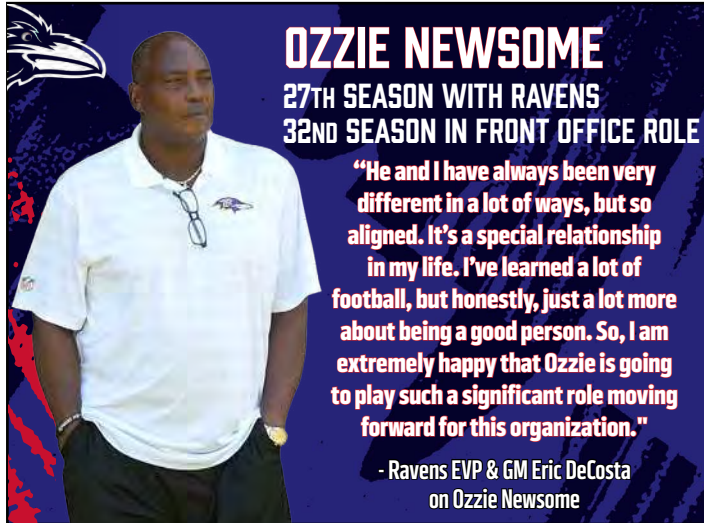 OZZIE NEWSOME
27TH SEASON WITH RAVENS
32ND SEASON IN FRONT OFFICE ROLE
“He and I have always been very
different in a lot of ways, but so
aligned. It’s a special relationship
in my life. I’ve learned a lot of
football, but honestly, just a lot more
about being a good person. So, I am
extremely happy that Ozzie is going
to play such a significant role moving
forward for this organization."
- Ravens EVP & GM Eric DeCosta
on Ozzie Newsome